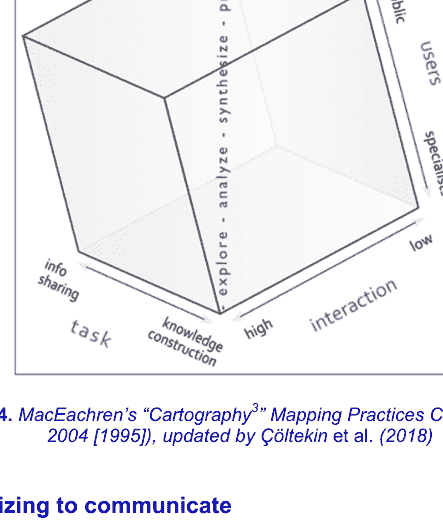 explore - analyze - synthesize -
users
info
sharing
task
knowledge
construction
high
interaction
low
4. MacEachren’s “Cartography³” Mapping Practices C
2004 [1995]), updated by Çöltekin et al. (2018)
izing to communicate